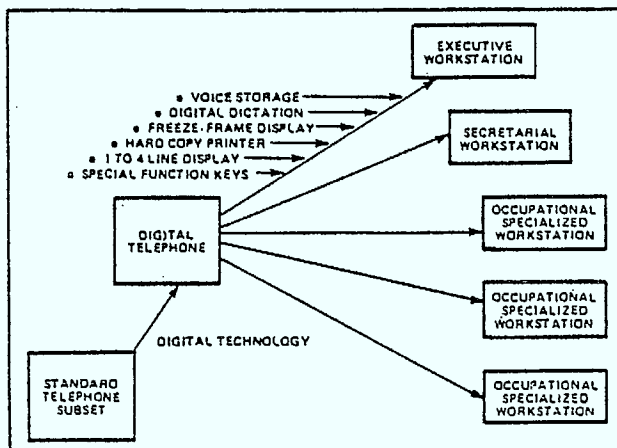 EXECUTIVE
WORKSTATION
▪ VOICE STORAGE
▪ DIGITAL DICTATION
▪ FREEZE-FRAME DISPLAY
▪ HARD COPY PRINTER
▪ 1 TO 4 LINE DISPLAY
▪ SPECIAL FUNCTION KEYS
SECRETARIAL
WORKSTATION
DIGITAL
TELEPHONE
OCCUPATIONAL
SPECIALIZED
WORKSTATION
OCCUPATIONAL
SPECIALIZED
WORKSTATION
DIGITAL TECHNOLOGY
STANDARD
TELEPHONE
SUBSET
OCCUPATIONAL
SPECIALIZED
WORKSTATION